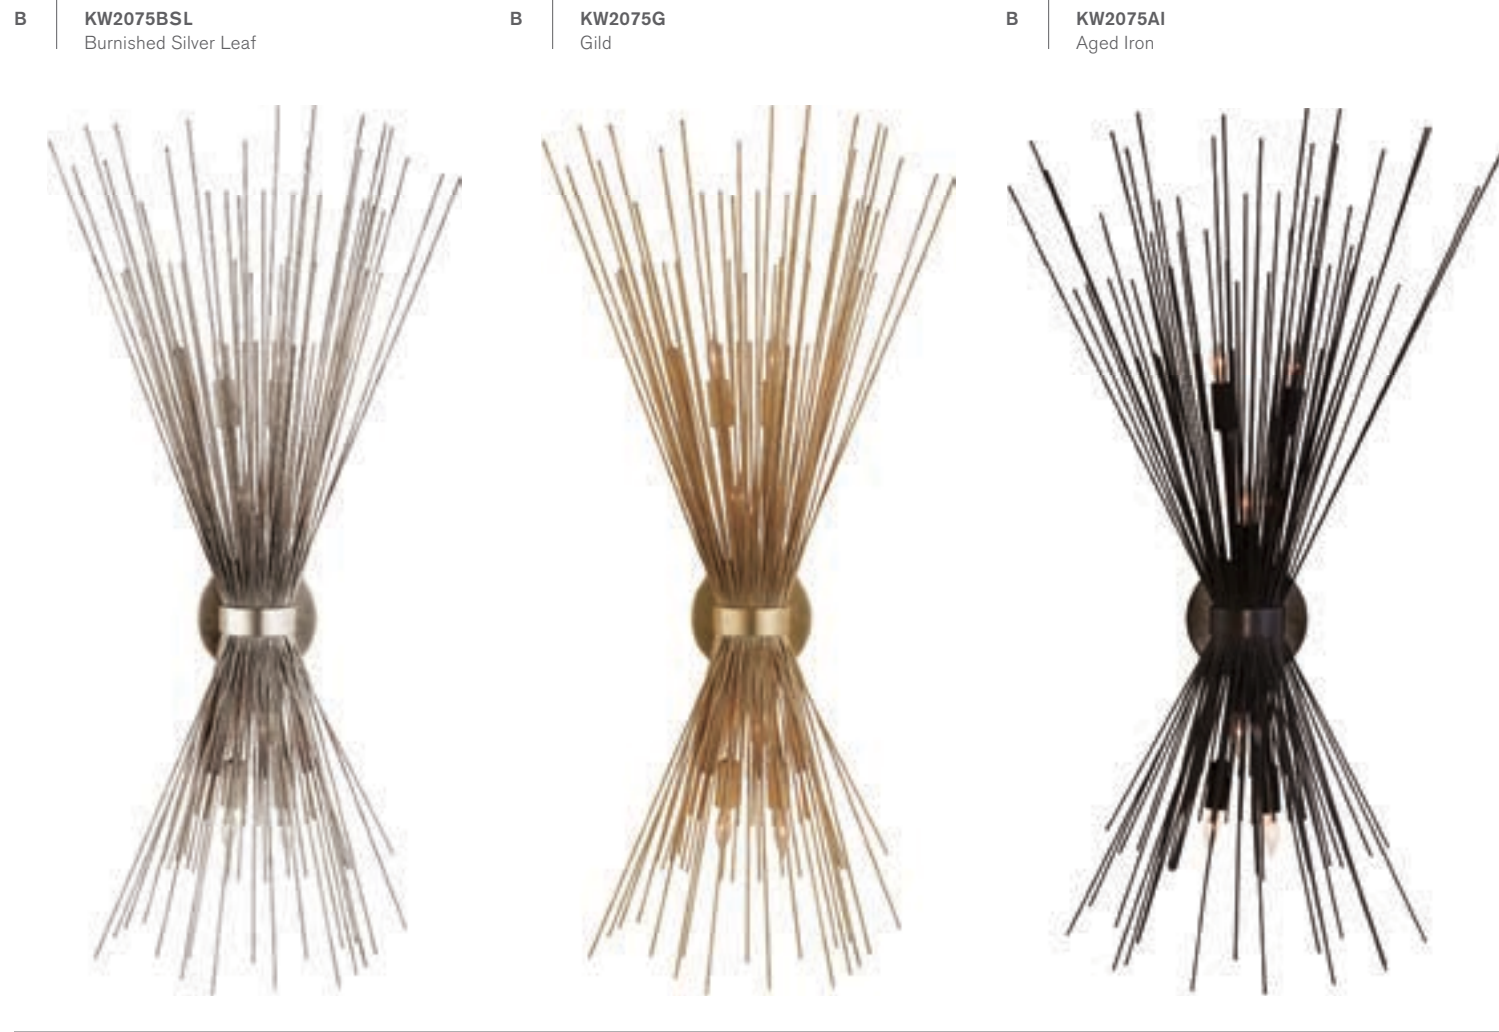 B
KW2075BSL
Burnished Silver Leaf
B
KW2075G
Gild
B
KW2075AI
Aged Iron